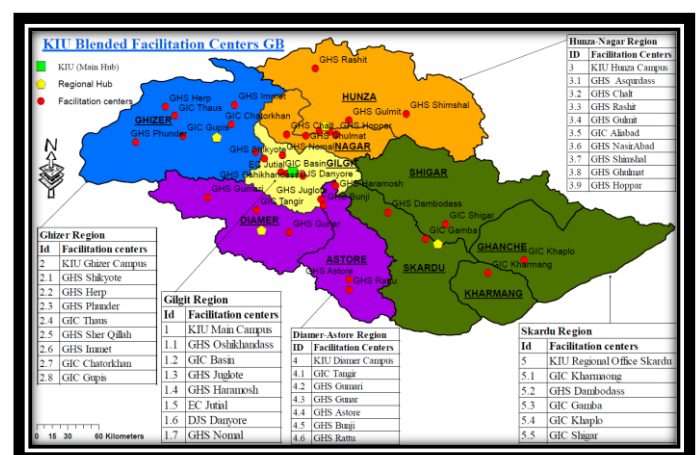 KIU Blended Facilitation Centers GB
KIU (Main Hub)
Regional Hub
Facilitation centers
N
GHS Rashit
HUNZA
GHS Gulmit
GHS Shimshal
GHS Chalt
GHS Hoppar
GHS Ghulmat
NAGAR
GHS Herp
GHS Immet
GIC Thaus
GIC Chatorkhan
GHIZER
GIC Gupis
GHS Phunder
GHS Shikyote
GHS Nomal
GILGIT
EC Jutial
GIC Basin
GHS Oshikhandass
DJS Danyore
GHS Haramosh
GHS Gumari
GHS Juglot
GHS Bunji
GIC Tangir
DIAMER
GHS Gunar
ASTORE
GHS Astore
GHS Rattu
SHIGAR
GHS Dambodass
GIC Shigar
GIC Gamba
GHANCHE
GIC Khaplo
SKARDU
GIC Kharmang
KHARMANG
Hunza-Nagar Region
ID Facilitation Centers
3 KIU Hunza Campus
3.1 GHS Asqurdass
3.2 GHS Chalt
3.3 GHS Rashit
3.4 GHS Gulmit
3.5 GIC Aliabad
3.6 GHS NasirAbad
3.7 GHS Shimshal
3.8 GHS Ghulmat
3.9 GHS Hoppar
Ghizer Region
Id Facilitation centers
2 KIU Ghizer Campus
2.1 GHS Shikyote
2.2 GHS Herp
2.3 GHS Phunder
2.4 GIC Thaus
2.5 GHS Sher Qillah
2.6 GHS Immet
2.7 GIC Chatorkhan
2.8 GIC Gupis
Gilgit Region
Id Facilitation centers
1 KIU Main Campus
1.1 GHS Oshikhandass
1.2 GIC Basin
1.3 GHS Juglote
1.4 GHS Haramosh
1.5 EC Jutial
1.6 DJS Danyore
1.7 GHS Nomal
Diamer-Astore Region
ID Facilitation Centers
4 KIU Diamer Campus
4.1 GIC Tangir
4.2 GHS Gumari
4.3 GHS Gunar
4.4 GHS Astore
4.5 GHS Bunji
4.6 GHS Rattu
Skardu Region
Id Facilitation centers
5 KIU Regional Office Skardu
5.1 GIC Kharmaong
5.2 GHS Dambodass
5.3 GIC Gamba
5.4 GIC Khaplo
5.5 GIC Shigar
0 15 30 60 Kilometers